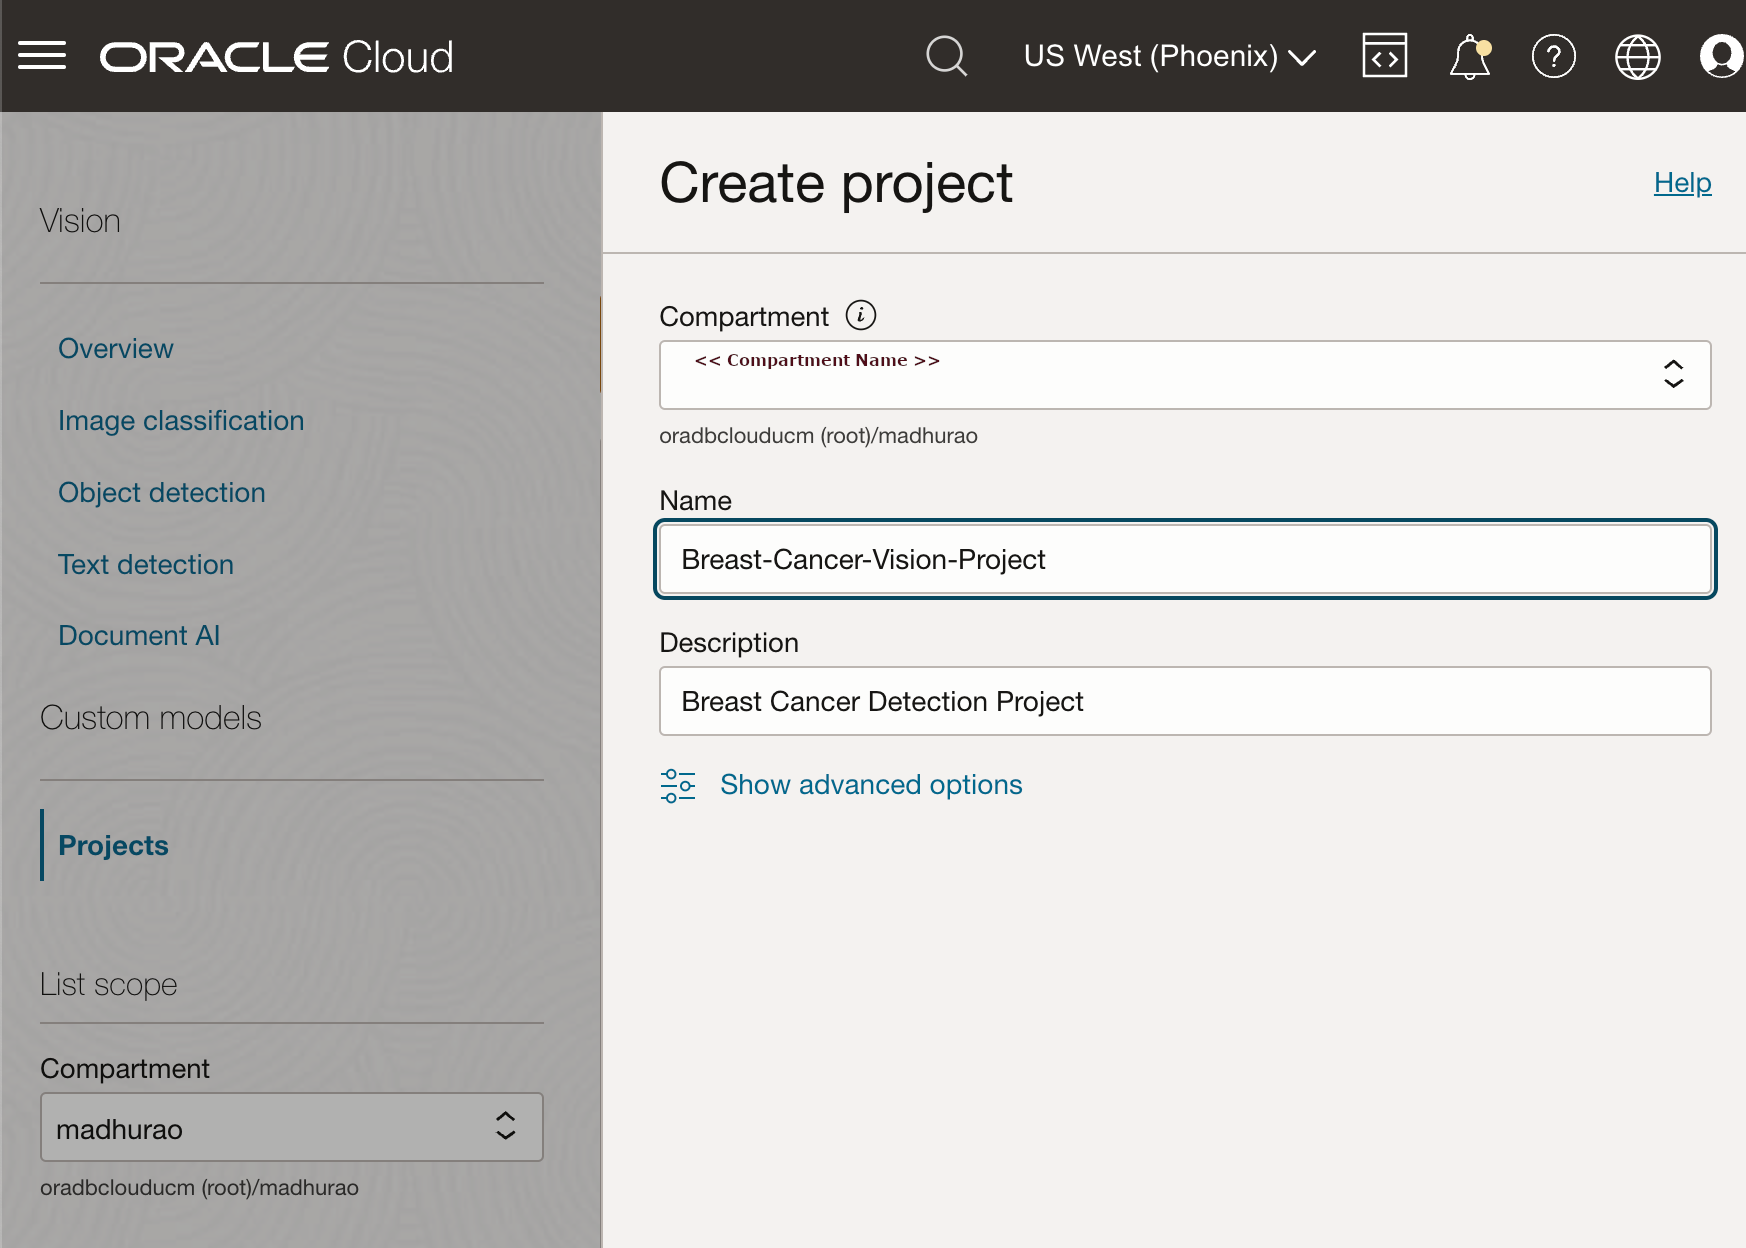 ORACLE Cloud
US West (Phoenix)
Vision
Overview
Image classification
Object detection
Text detection
Document AI
Custom models
Projects
List scope
Compartment
madhurao
oradbclouducm (root)/madhurao
Create project
Help
Compartment
<< Compartment Name >>
oradbclouducm (root)/madhurao
Name
Breast-Cancer-Vision-Project
Description
Breast Cancer Detection Project
Show advanced options